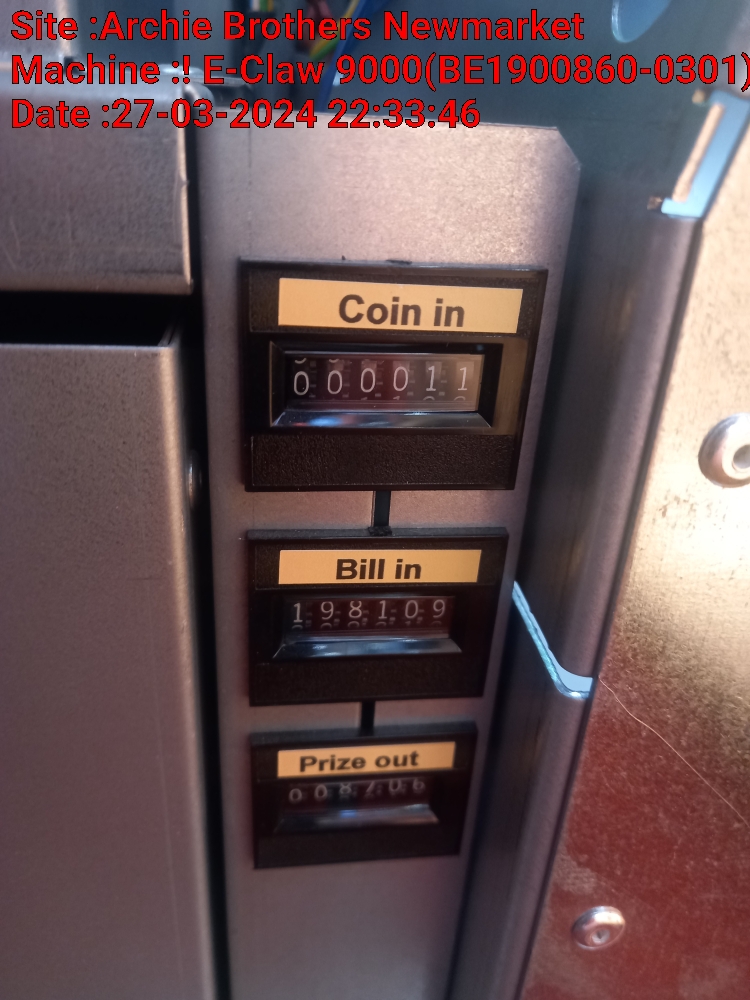 Site :Archie Brothers Newmarket
Machine :! E-Claw 9000(BE1900860-0301)
Date :27-03-2024 22:33:46
Coin in
000011
Bill in
198109
Prize out
008706